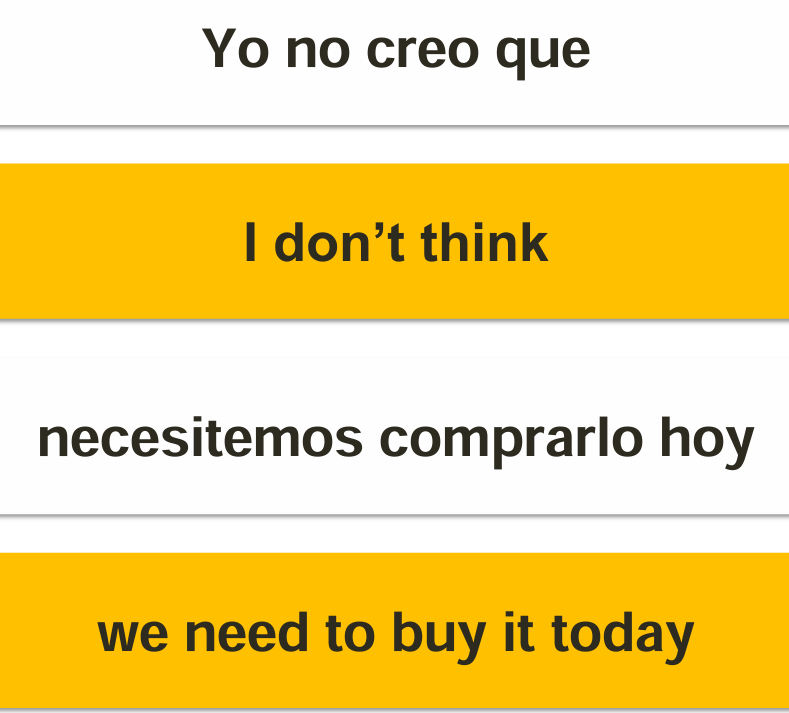 Yo no creo que
I don’t think
necesitemos comprarlo hoy
we need to buy it today